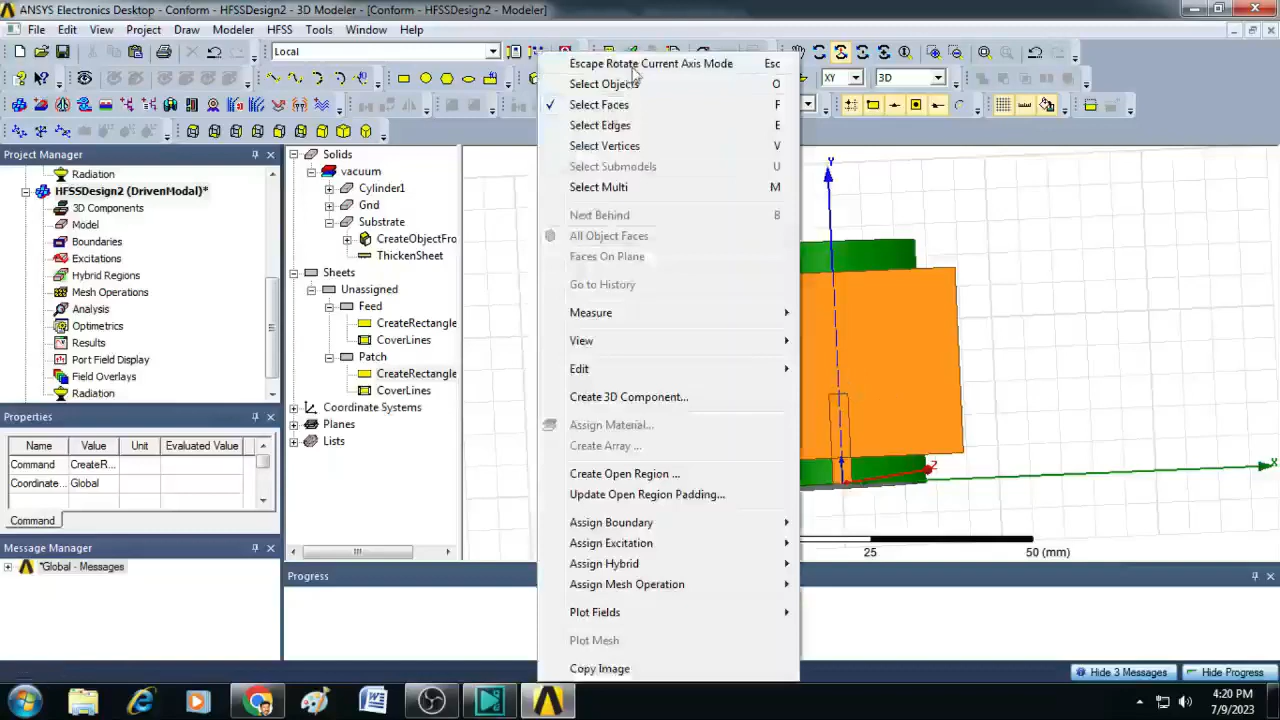 ANSYS Electronics Desktop - Conform - HFSSDesign2 - 3D Modeler - [Conform - HFSSDesign2 - Modeler]
File Edit View Project Draw Modeler HFSS Tools Window Help
Local
XY
3D
Project Manager
Radiation
HFSSDesign2 (DrivenModal)*
3D Components
Model
Boundaries
Excitations
Hybrid Regions
Mesh Operations
Analysis
Optimetrics
Results
Port Field Display
Field Overlays
Radiation
Properties
Name Value Unit Evaluated Value
Command CreateR...
Coordinate... Global
Command
Message Manager
*Global - Messages
Solids
vacuum
Cylinder1
Gnd
Substrate
CreateObjectFro
ThickenSheet
Sheets
Unassigned
Feed
CreateRectangle
CoverLines
Patch
CreateRectangle
CoverLines
Coordinate Systems
Planes
Lists
Progress
Escape Rotate Current Axis Mode Esc
Select Objects O
Select Faces F
Select Edges E
Select Vertices V
Select Submodels U
Select Multi M
Next Behind B
All Object Faces
Faces On Plane
Go to History
Measure
View
Edit
Create 3D Component...
Assign Material...
Create Array ...
Create Open Region ...
Update Open Region Padding...
Assign Boundary
Assign Excitation
Assign Hybrid
Assign Mesh Operation
Plot Fields
Plot Mesh
Copy Image
Y
Z
X
25 50 (mm)
Hide 3 Messages Hide Progress
4:20 PM
7/9/2023